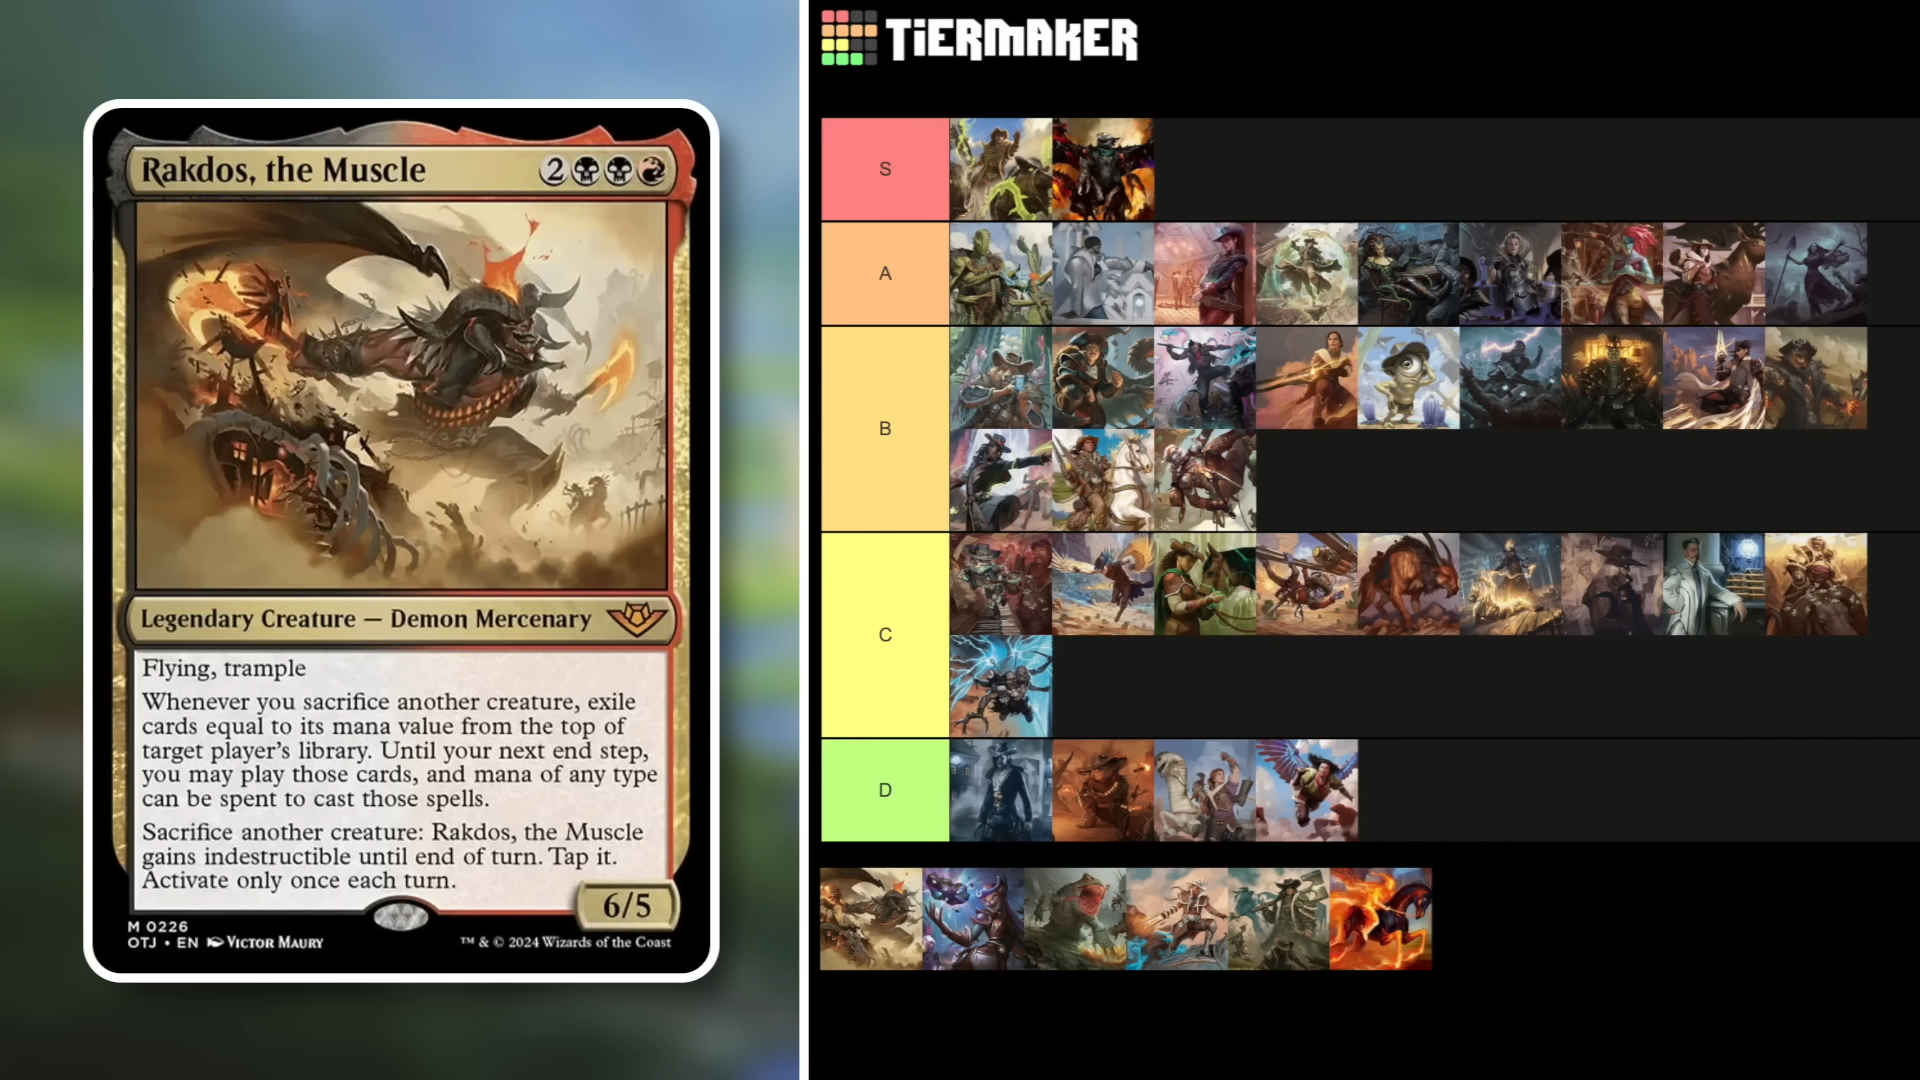 Rakdos, the Muscle 2
Legendary Creature — Demon Mercenary
Flying, trample
Whenever you sacrifice another creature, exile
cards equal to its mana value from the top of
target player's library. Until your next end step,
you may play those cards, and mana of any type
can be spent to cast those spells.
Sacrifice another creature: Rakdos, the Muscle
gains indestructible until end of turn. Tap it.
Activate only once each turn.
6/5
M 0226
OTJ • EN VICTOR MAURY
™ & © 2024 Wizards of the Coast
TiERMAKER
S
A
B
C
D